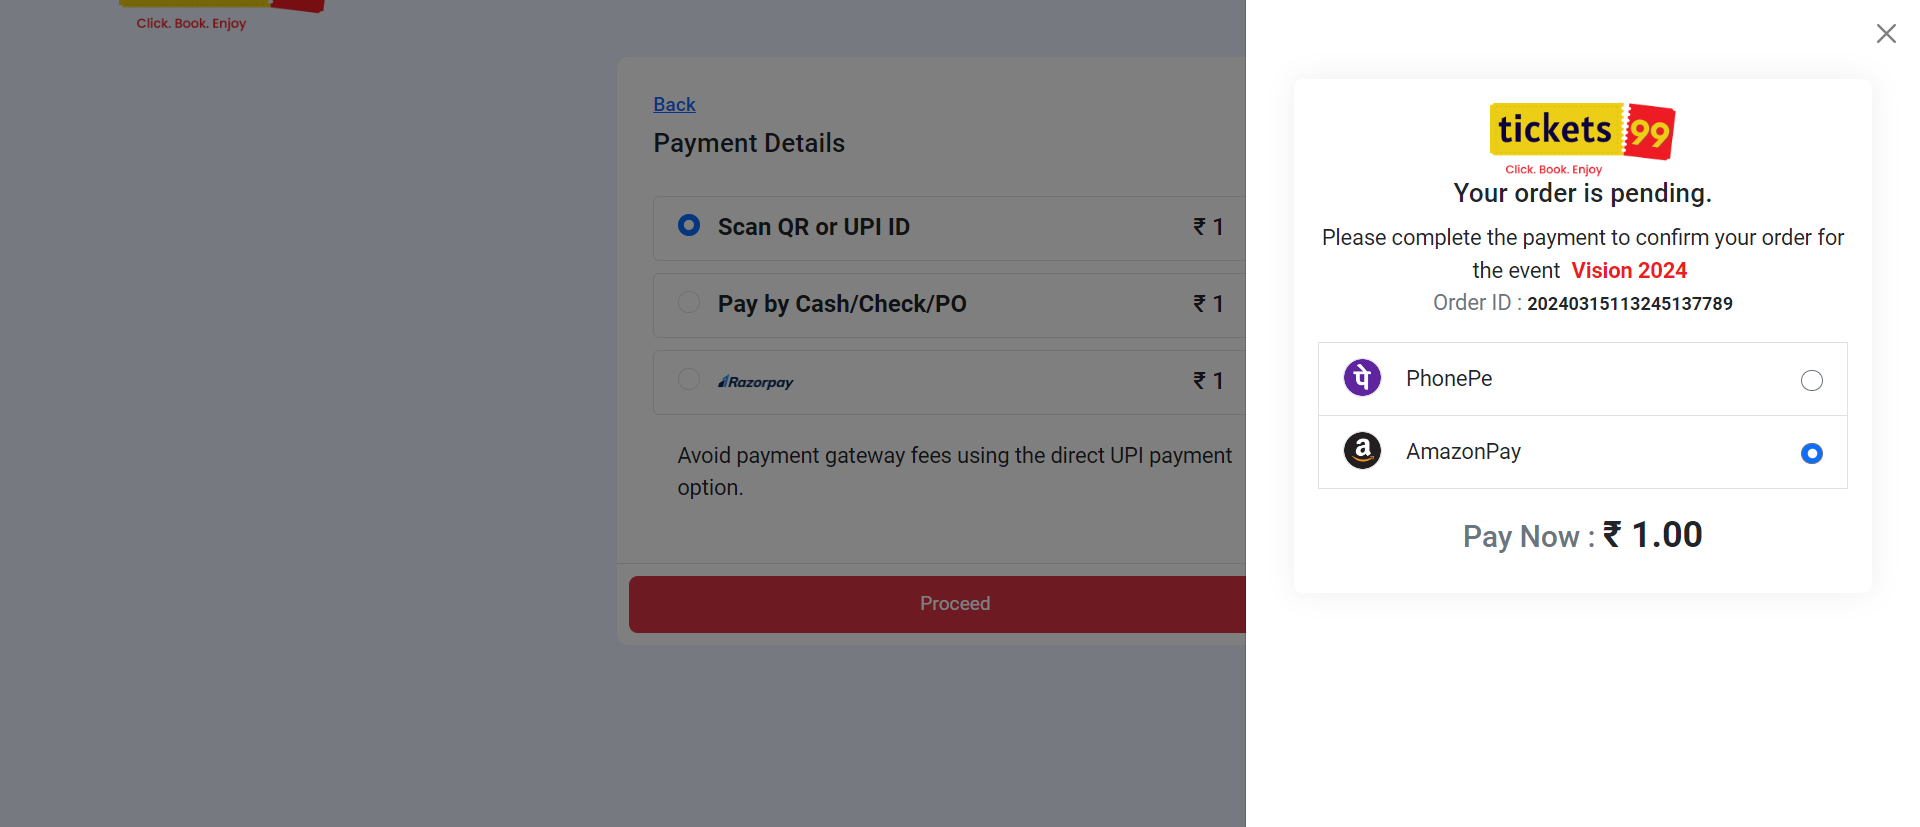 Click. Book. Enjoy
Back
Payment Details
Scan QR or UPI ID ₹ 1
Pay by Cash/Check/PO ₹ 1
Razorpay ₹ 1
Avoid payment gateway fees using the direct UPI payment
option.
Proceed
tickets 99
Click. Book. Enjoy
Your order is pending.
Please complete the payment to confirm your order for
the event Vision 2024
Order ID : 20240315113245137789
पे PhonePe
a AmazonPay
Pay Now : ₹ 1.00